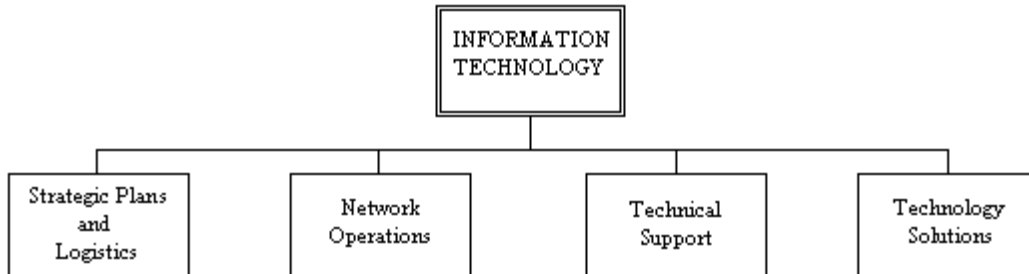 INFORMATION
TECHNOLOGY
Strategic Plans
and
Logistics
Network
Operations
Technical
Support
Technology
Solutions